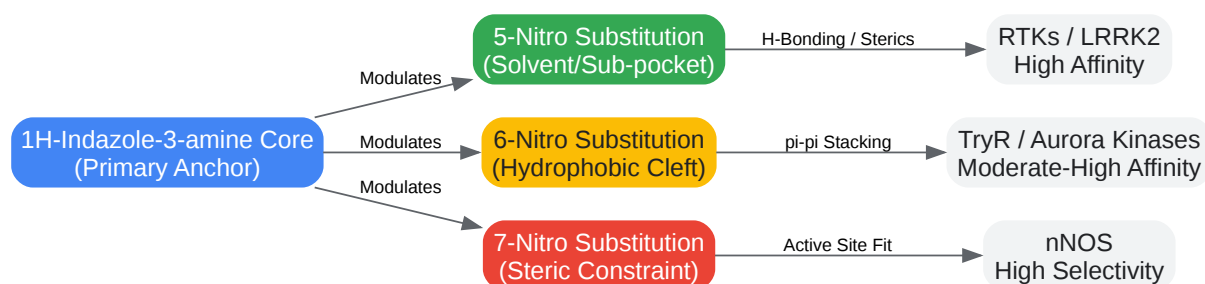 1H-Indazole-3-amine Core
(Primary Anchor)
Modulates
Modulates
Modulates
5-Nitro Substitution
(Solvent/Sub-pocket)
H-Bonding / Sterics
RTKs / LRRK2
High Affinity
6-Nitro Substitution
(Hydrophobic Cleft)
pi-pi Stacking
TryR / Aurora Kinases
Moderate-High Affinity
7-Nitro Substitution
(Steric Constraint)
Active Site Fit
nNOS
High Selectivity